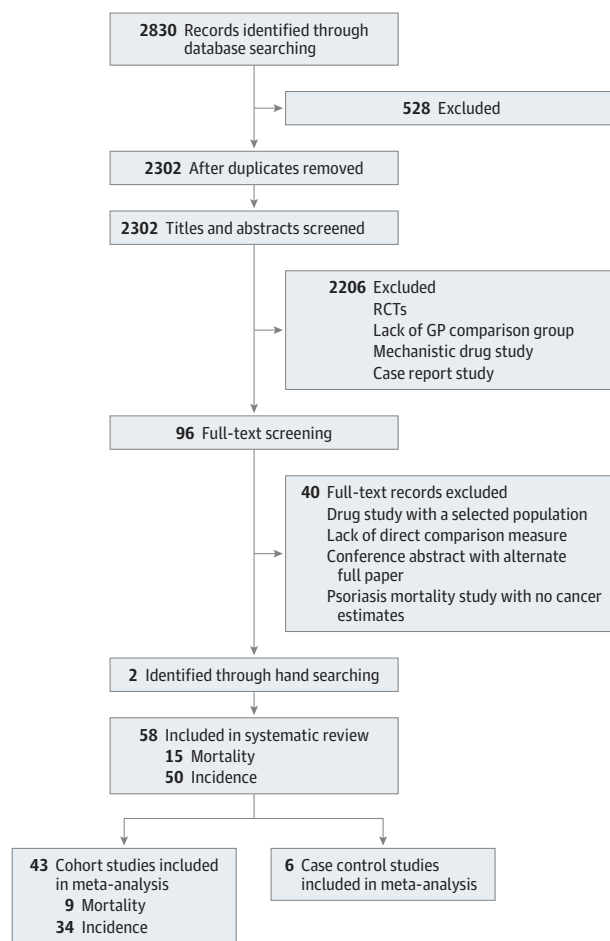 2830 Records identified through
database searching
528 Excluded
2302 After duplicates removed
2302 Titles and abstracts screened
2206 Excluded
RCTs
Lack of GP comparison group
Mechanistic drug study
Case report study
96 Full-text screening
40 Full-text records excluded
Drug study with a selected population
Lack of direct comparison measure
Conference abstract with alternate
full paper
Psoriasis mortality study with no cancer
estimates
2 Identified through hand searching
58 Included in systematic review
15 Mortality
50 Incidence
43 Cohort studies included
in meta-analysis
9 Mortality
34 Incidence
6 Case control studies
included in meta-analysis